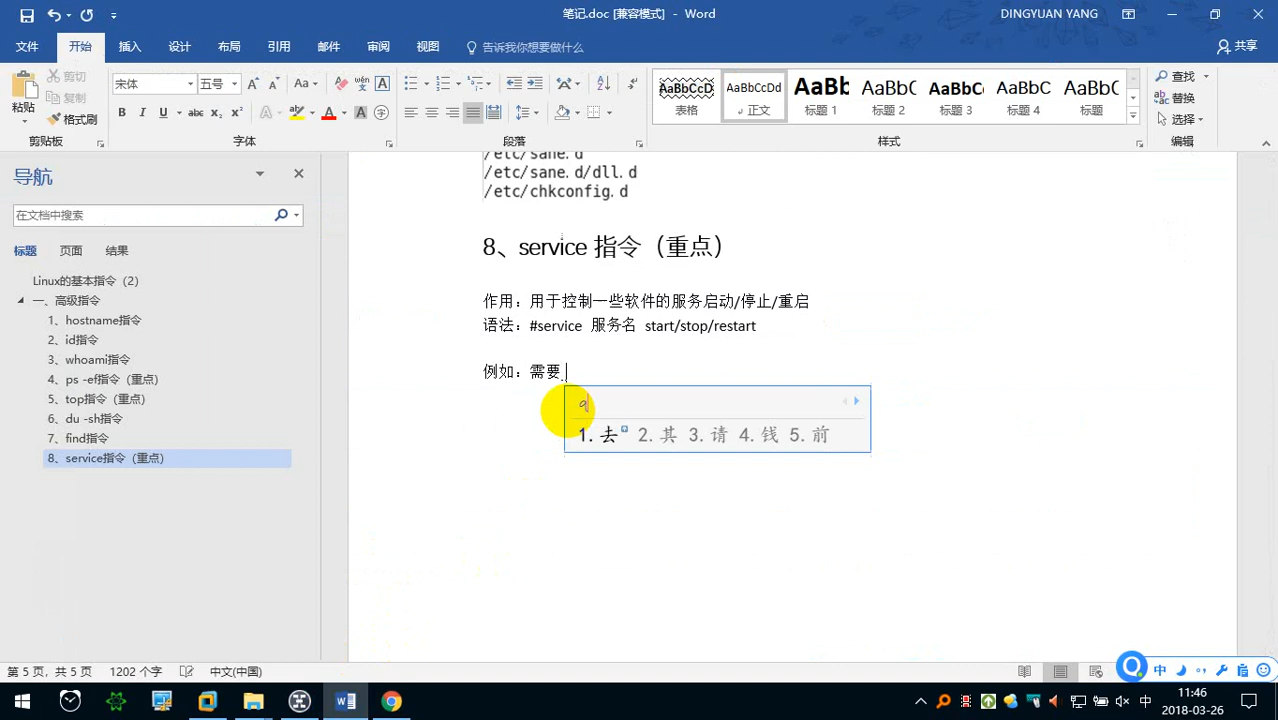 笔记.doc [兼容模式] - Word
DINGYUAN YANG
文件 开始 插入 设计 布局 引用 邮件 审阅 视图 告诉我你想要做什么 共享
粘贴
剪切
复制
格式刷
宋体 五号
AaBbCcD AaBbCcDd AaBb AaBbC AaBbC AaBbC AaBbC
表格 正文 标题 1 标题 2 标题 3 标题 4 标题
查找
替换
选择
剪贴板 字体 段落 样式 编辑
导航
在文档中搜索
标题 页面 结果
Linux的基本指令(2)
一、高级指令
1、hostname指令
2、id指令
3、whoami指令
4、ps -ef指令(重点)
5、top指令(重点)
6、du -sh指令
7、find指令
8、service指令(重点)
/etc/sane.d
/etc/sane.d/dll.d
/etc/chkconfig.d
8、service 指令(重点)
作用:用于控制一些软件的服务启动/停止/重启
语法:#service 服务名 start/stop/restart
例如:需要
q
1.去 2.其 3.请 4.钱 5.前
第 5 页,共 5 页 1202 个字 中文(中国)
中
中 11:46
2018-03-26